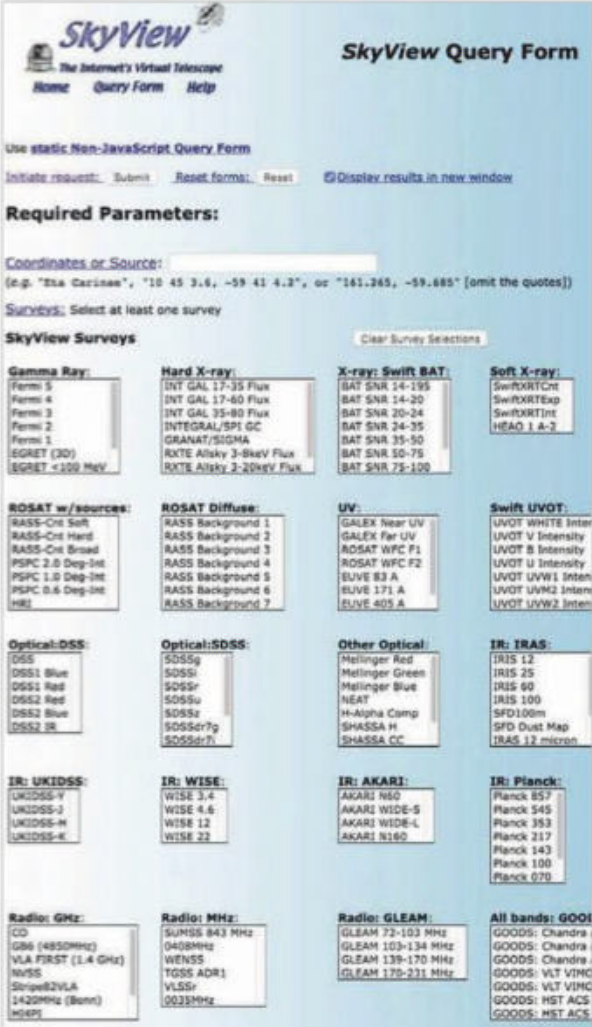 SkyView
The Internet's Virtual Telescope
Home Query Form Help
SkyView Query Form
Use static Non-JavaScript Query Form
Initiate request: Submit Reset forms: Reset Display results in new window
Required Parameters:
Coordinates or Source:
(e.g. "Eta Carinae", "10 45 3.6, -59 41 4.2", or "161.265, -59.685" [omit the quotes])
Surveys: Select at least one survey
SkyView Surveys Clear Survey Selections
Gamma Ray:
Fermi 5
Fermi 4
Fermi 3
Fermi 2
Fermi 1
EGRET (3D)
EGRET <100 MeV
Hard X-ray:
INT GAL 17-35 Flux
INT GAL 17-60 Flux
INT GAL 35-80 Flux
INTEGRAL/SPI GC
GRANAT/SIGMA
RXTE Allsky 3-8keV Flux
RXTE Allsky 3-20keV Flux
X-ray: Swift BAT:
BAT SNR 14-195
BAT SNR 14-20
BAT SNR 20-24
BAT SNR 24-35
BAT SNR 35-50
BAT SNR 50-75
BAT SNR 75-100
Soft X-ray:
SwiftXRTCnt
SwiftXRTExp
SwiftXRTInt
HEAO 1 A-2
ROSAT w/sources:
RASS-Cnt Soft
RASS-Cnt Hard
RASS-Cnt Broad
PSPC 2.0 Deg-Int
PSPC 1.0 Deg-Int
PSPC 0.6 Deg-Int
HRI
ROSAT Diffuse:
RASS Background 1
RASS Background 2
RASS Background 3
RASS Background 4
RASS Background 5
RASS Background 6
RASS Background 7
UV:
GALEX Near UV
GALEX Far UV
ROSAT WFC F1
ROSAT WFC F2
EUVE 83 A
EUVE 171 A
EUVE 405 A
Swift UVOT:
UVOT WHITE Inten
UVOT V Intensity
UVOT B Intensity
UVOT U Intensity
UVOT UVW1 Inten
UVOT UVM2 Inten
UVOT UVW2 Inten
Optical:DSS:
DSS
DSS1 Blue
DSS1 Red
DSS2 Red
DSS2 Blue
DSS2 IR
Optical:SDSS:
SDSSg
SDSSi
SDSSr
SDSSu
SDSSz
SDSSdr7g
SDSSdr7i
Other Optical:
Mellinger Red
Mellinger Green
Mellinger Blue
NEAT
H-Alpha Comp
SHASSA H
SHASSA CC
IR: IRAS:
IRIS 12
IRIS 25
IRIS 60
IRIS 100
SFD100m
SFD Dust Map
IRAS 12 micron
IR: UKIDSS:
UKIDSS-Y
UKIDSS-J
UKIDSS-H
UKIDSS-K
IR: WISE:
WISE 3.4
WISE 4.6
WISE 12
WISE 22
IR: AKARI:
AKARI N60
AKARI WIDE-S
AKARI WIDE-L
AKARI N160
IR: Planck:
Planck 857
Planck 545
Planck 353
Planck 217
Planck 143
Planck 100
Planck 070
Radio: GHz:
CO
GB6 (4850MHz)
VLA FIRST (1.4 GHz)
NVSS
Stripe82VLA
1420MHz (Bonn)
HI4PI
Radio: MHz:
SUMSS 843 MHz
0408MHz
WENSS
TGSS ADR1
VLSSr
0035MHz
Radio: GLEAM:
GLEAM 72-103 MHz
GLEAM 103-134 MHz
GLEAM 139-170 MHz
GLEAM 170-231 MHz
All bands: GOOD
GOODS: Chandra
GOODS: Chandra
GOODS: Chandra
GOODS: VLT VIMO
GOODS: VLT VIMO
GOODS: HST ACS
GOODS: HST ACS